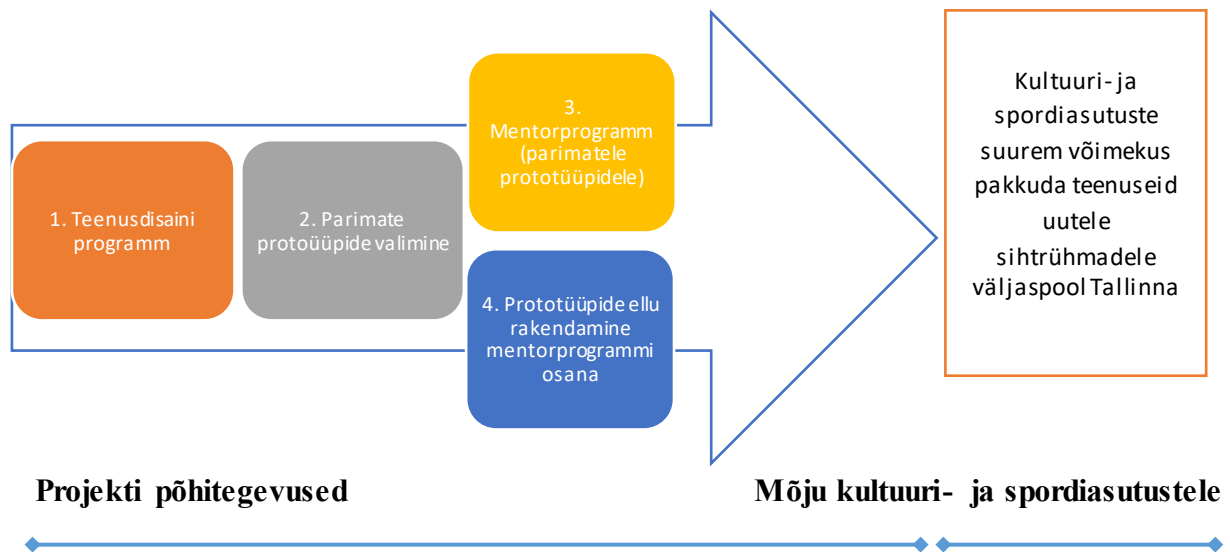 1. Teenusdisaini
programm
2. Parimate
protoüüpide valimine
3.
Mentorprogramm
(parimatele
prototüüpidele)
4. Prototüüpide ellu
rakendamine
mentorprogrammi
osana
Kultuuri- ja
spordiasutuste
suurem võimekus
pakkuda teenuseid
uutele
sihtrühmadele
väljaspool Tallinna
Projekti põhitegevused
Mõju kultuuri- ja spordiasutustele